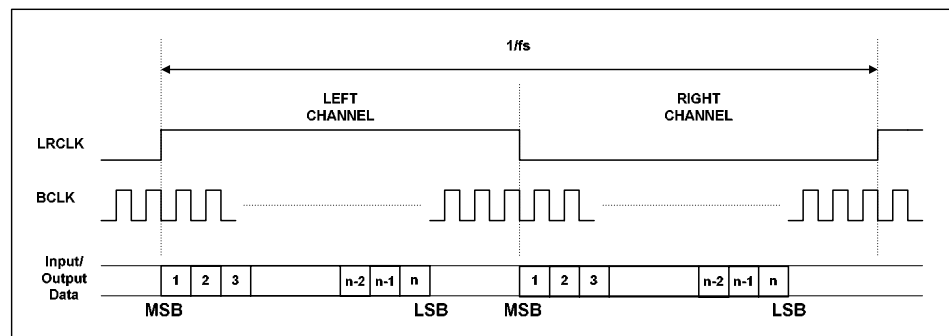 1/fs
LEFT
CHANNEL
RIGHT
CHANNEL
LRCLK
BCLK
Input/
Output
Data
1 2 3 n-2 n-1 n 1 2 3 n-2 n-1 n
MSB LSB MSB LSB